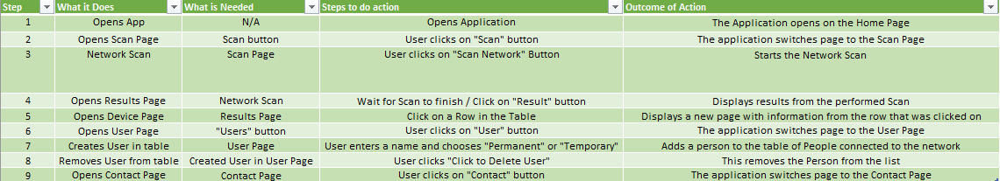 Step What it Does What is Needed Steps to do action Outcome of Action
1 Opens App N/A Opens Application The Application opens on the Home Page
2 Opens Scan Page Scan button User clicks on "Scan" button The application switches page to the Scan Page
3 Network Scan Scan Page User clicks on "Scan Network" Button Starts the Network Scan
4 Opens Results Page Network Scan Wait for Scan to finish / Click on "Result" button Displays results from the performed Scan
5 Opens Device Page Results Page Click on a Row in the Table Displays a new page with information from the row that was clicked on
6 Opens User Page "Users" button User clicks on "User" button The application switches page to the User Page
7 Creates User in table User Page User enters a name and chooses "Permanent" or "Temporary" Adds a person to the table of People connected to the network
8 Removes User from table Created User in User Page User clicks "Click to Delete User" This removes the Person from the list
9 Opens Contact Page Contact Page User clicks on "Contact" button The application switches page to the Contact Page